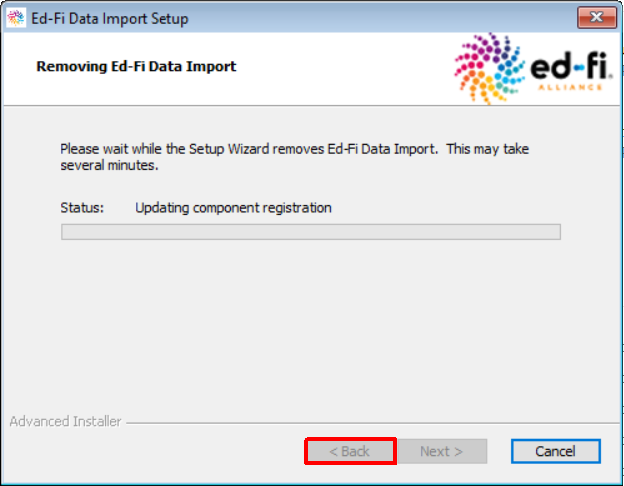 Ed-Fi Data Import Setup
Removing Ed-Fi Data Import
ed-fi.
ALLIANCE
Please wait while the Setup Wizard removes Ed-Fi Data Import. This may take
several minutes.
Status: Updating component registration
Advanced Installer
< Back Next > Cancel